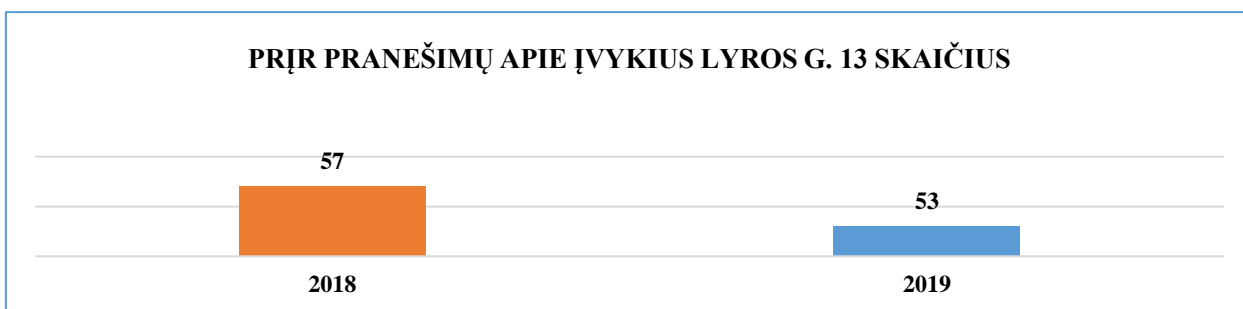 PRĮR PRANEŠIMŲ APIE ĮVYKIUS LYROS G. 13 SKAIČIUS
57
53
2018
2019